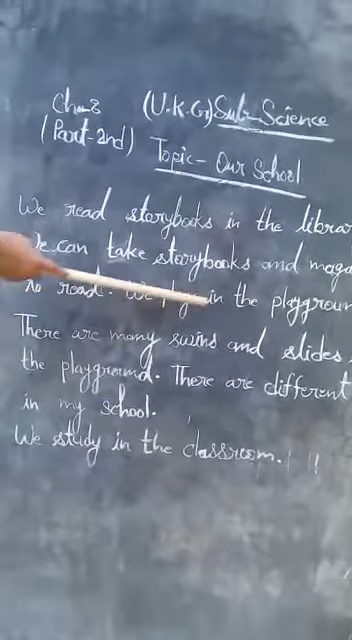 Ch-8 (U.K.G) Sub- Science
(Part-2nd) Topic- Our School
We read storybooks in the librar
We can take storybooks and maga
to read. We play in the playgroun
There are many swins and slides.
the playground. There are different
in my school.
We study in the classroom.